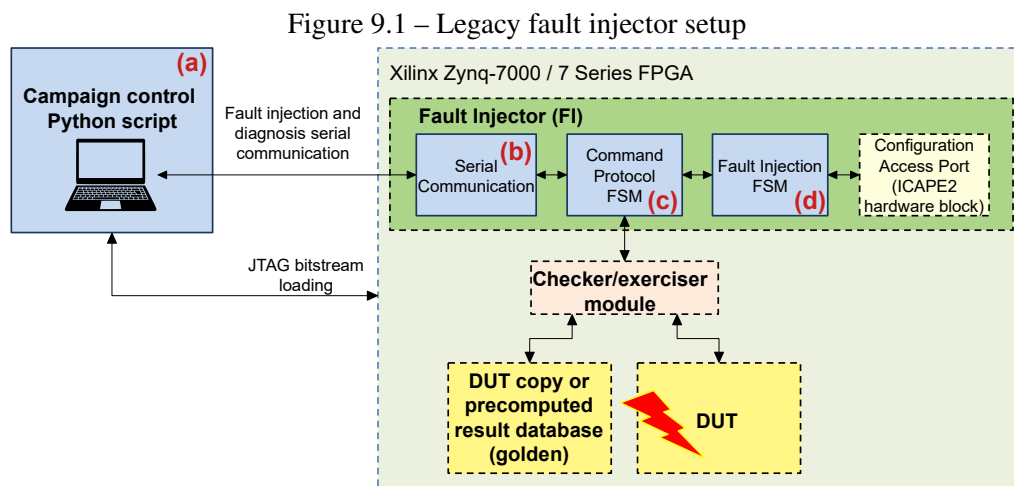 Figure 9.1 – Legacy fault injector setup
(a)
Campaign control
Python script
Fault injection and
diagnosis serial
communication
JTAG bitstream
loading
Xilinx Zynq-7000 / 7 Series FPGA
Fault Injector (FI)
(b)
Serial
Communication
Command
Protocol
FSM
(c)
Fault Injection
FSM
(d)
Configuration
Access Port
(ICAPE2
hardware block)
Checker/exerciser
module
DUT copy or
precomputed
result database
(golden)
DUT